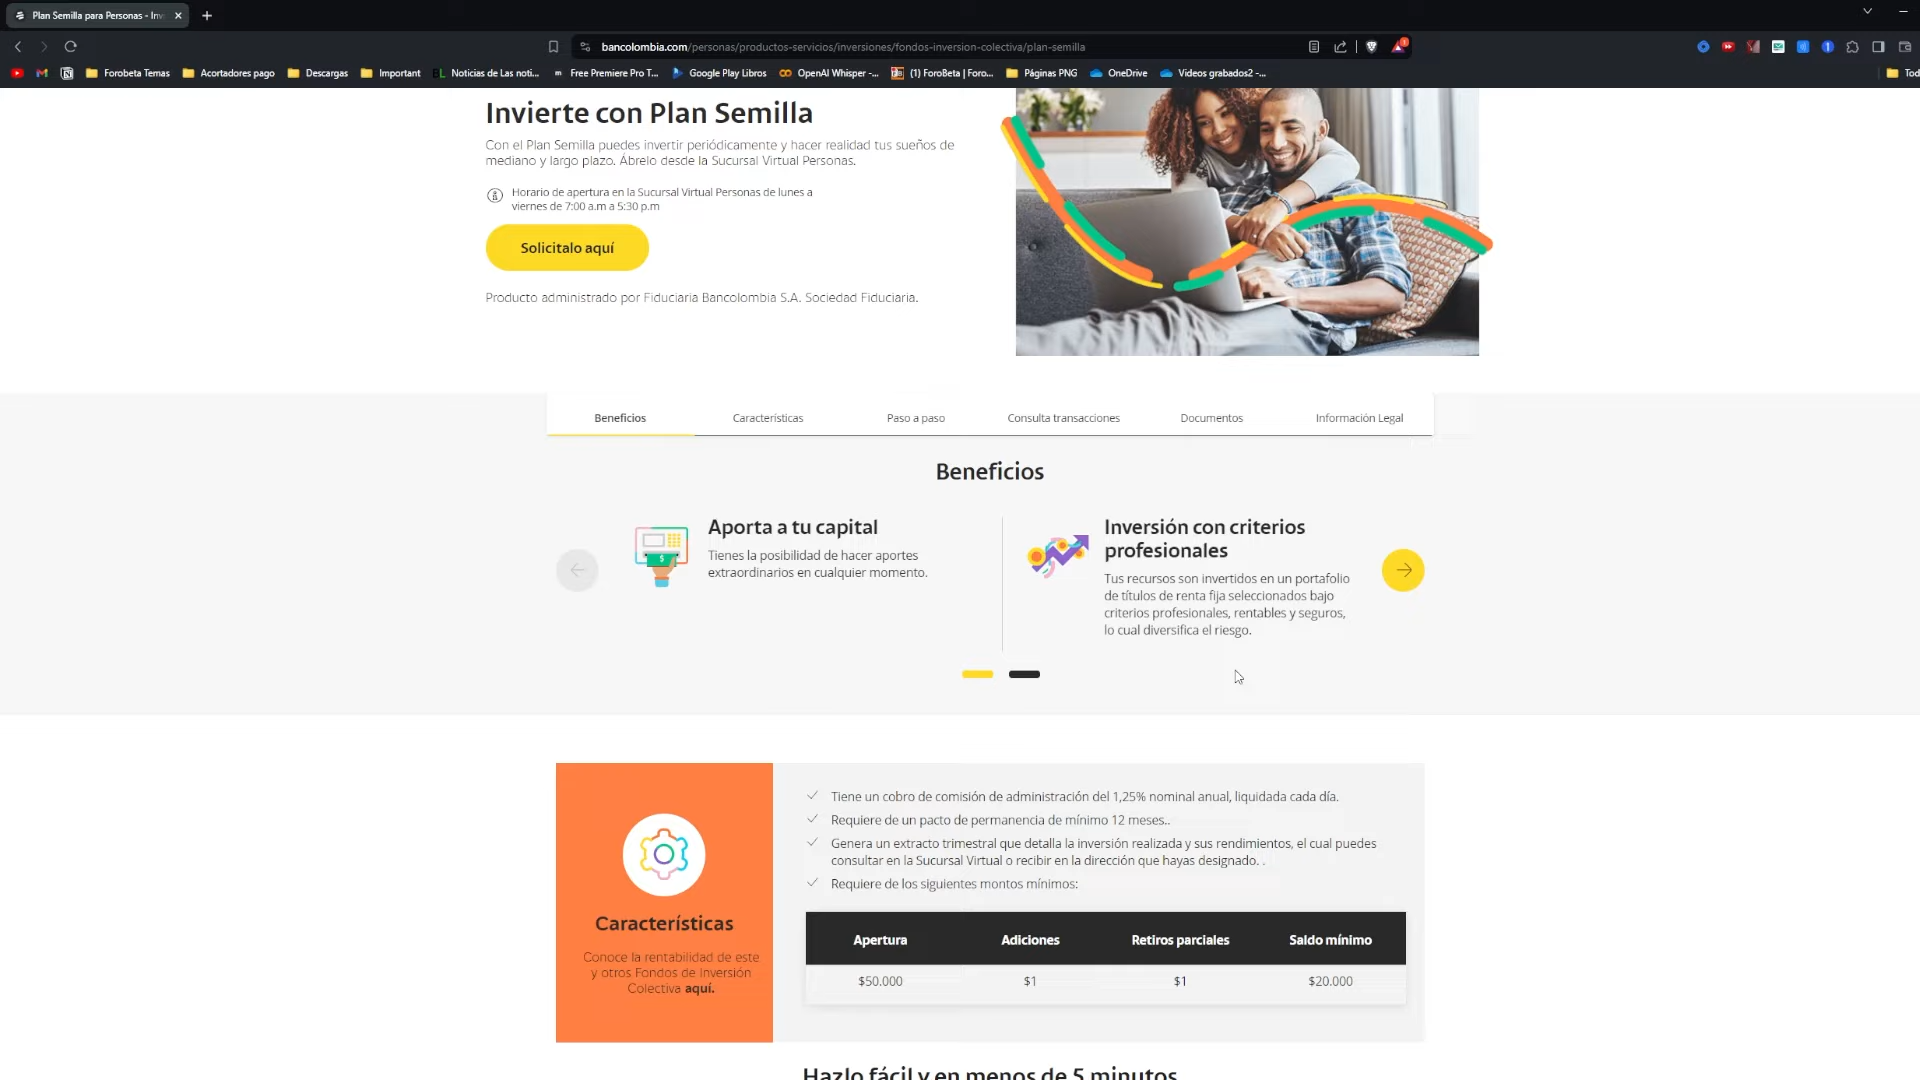 Plan Semilla para Personas - Inv
bancolombia.com/personas/productos-servicios/inversiones/fondos-inversion-colectiva/plan-semilla
Forobeta Temas
Acortadores pago
Descargas
Important
Noticias de Las noti...
Free Premiere Pro T...
Google Play Libros
OpenAI Whisper -...
(1) ForoBeta | Foro...
Páginas PNG
OneDrive
Videos grabados2 -...
Tod
Invierte con Plan Semilla
Con el Plan Semilla puedes invertir periódicamente y hacer realidad tus sueños de
mediano y largo plazo. Ábrelo desde la Sucursal Virtual Personas.
Horario de apertura en la Sucursal Virtual Personas de lunes a
viernes de 7:00 a.m a 5:30 p.m
Solicitalo aquí
Producto administrado por Fiduciaria Bancolombia S.A. Sociedad Fiduciaria.
Beneficios
Características
Paso a paso
Consulta transacciones
Documentos
Información Legal
Beneficios
Aporta a tu capital
Tienes la posibilidad de hacer aportes
extraordinarios en cualquier momento.
Inversión con criterios
profesionales
Tus recursos son invertidos en un portafolio
de títulos de renta fija seleccionados bajo
criterios profesionales, rentables y seguros,
lo cual diversifica el riesgo.
Características
Conoce la rentabilidad de este
y otros Fondos de Inversión
Colectiva aquí.
Tiene un cobro de comisión de administración del 1,25% nominal anual, liquidada cada día.
Requiere de un pacto de permanencia de mínimo 12 meses..
Genera un extracto trimestral que detalla la inversión realizada y sus rendimientos, el cual puedes
consultar en la Sucursal Virtual o recibir en la dirección que hayas designado. .
Requiere de los siguientes montos mínimos:
Apertura Adiciones Retiros parciales Saldo mínimo
$50.000 $1 $1 $20.000
Hazlo fácil y en menos de 5 minutos